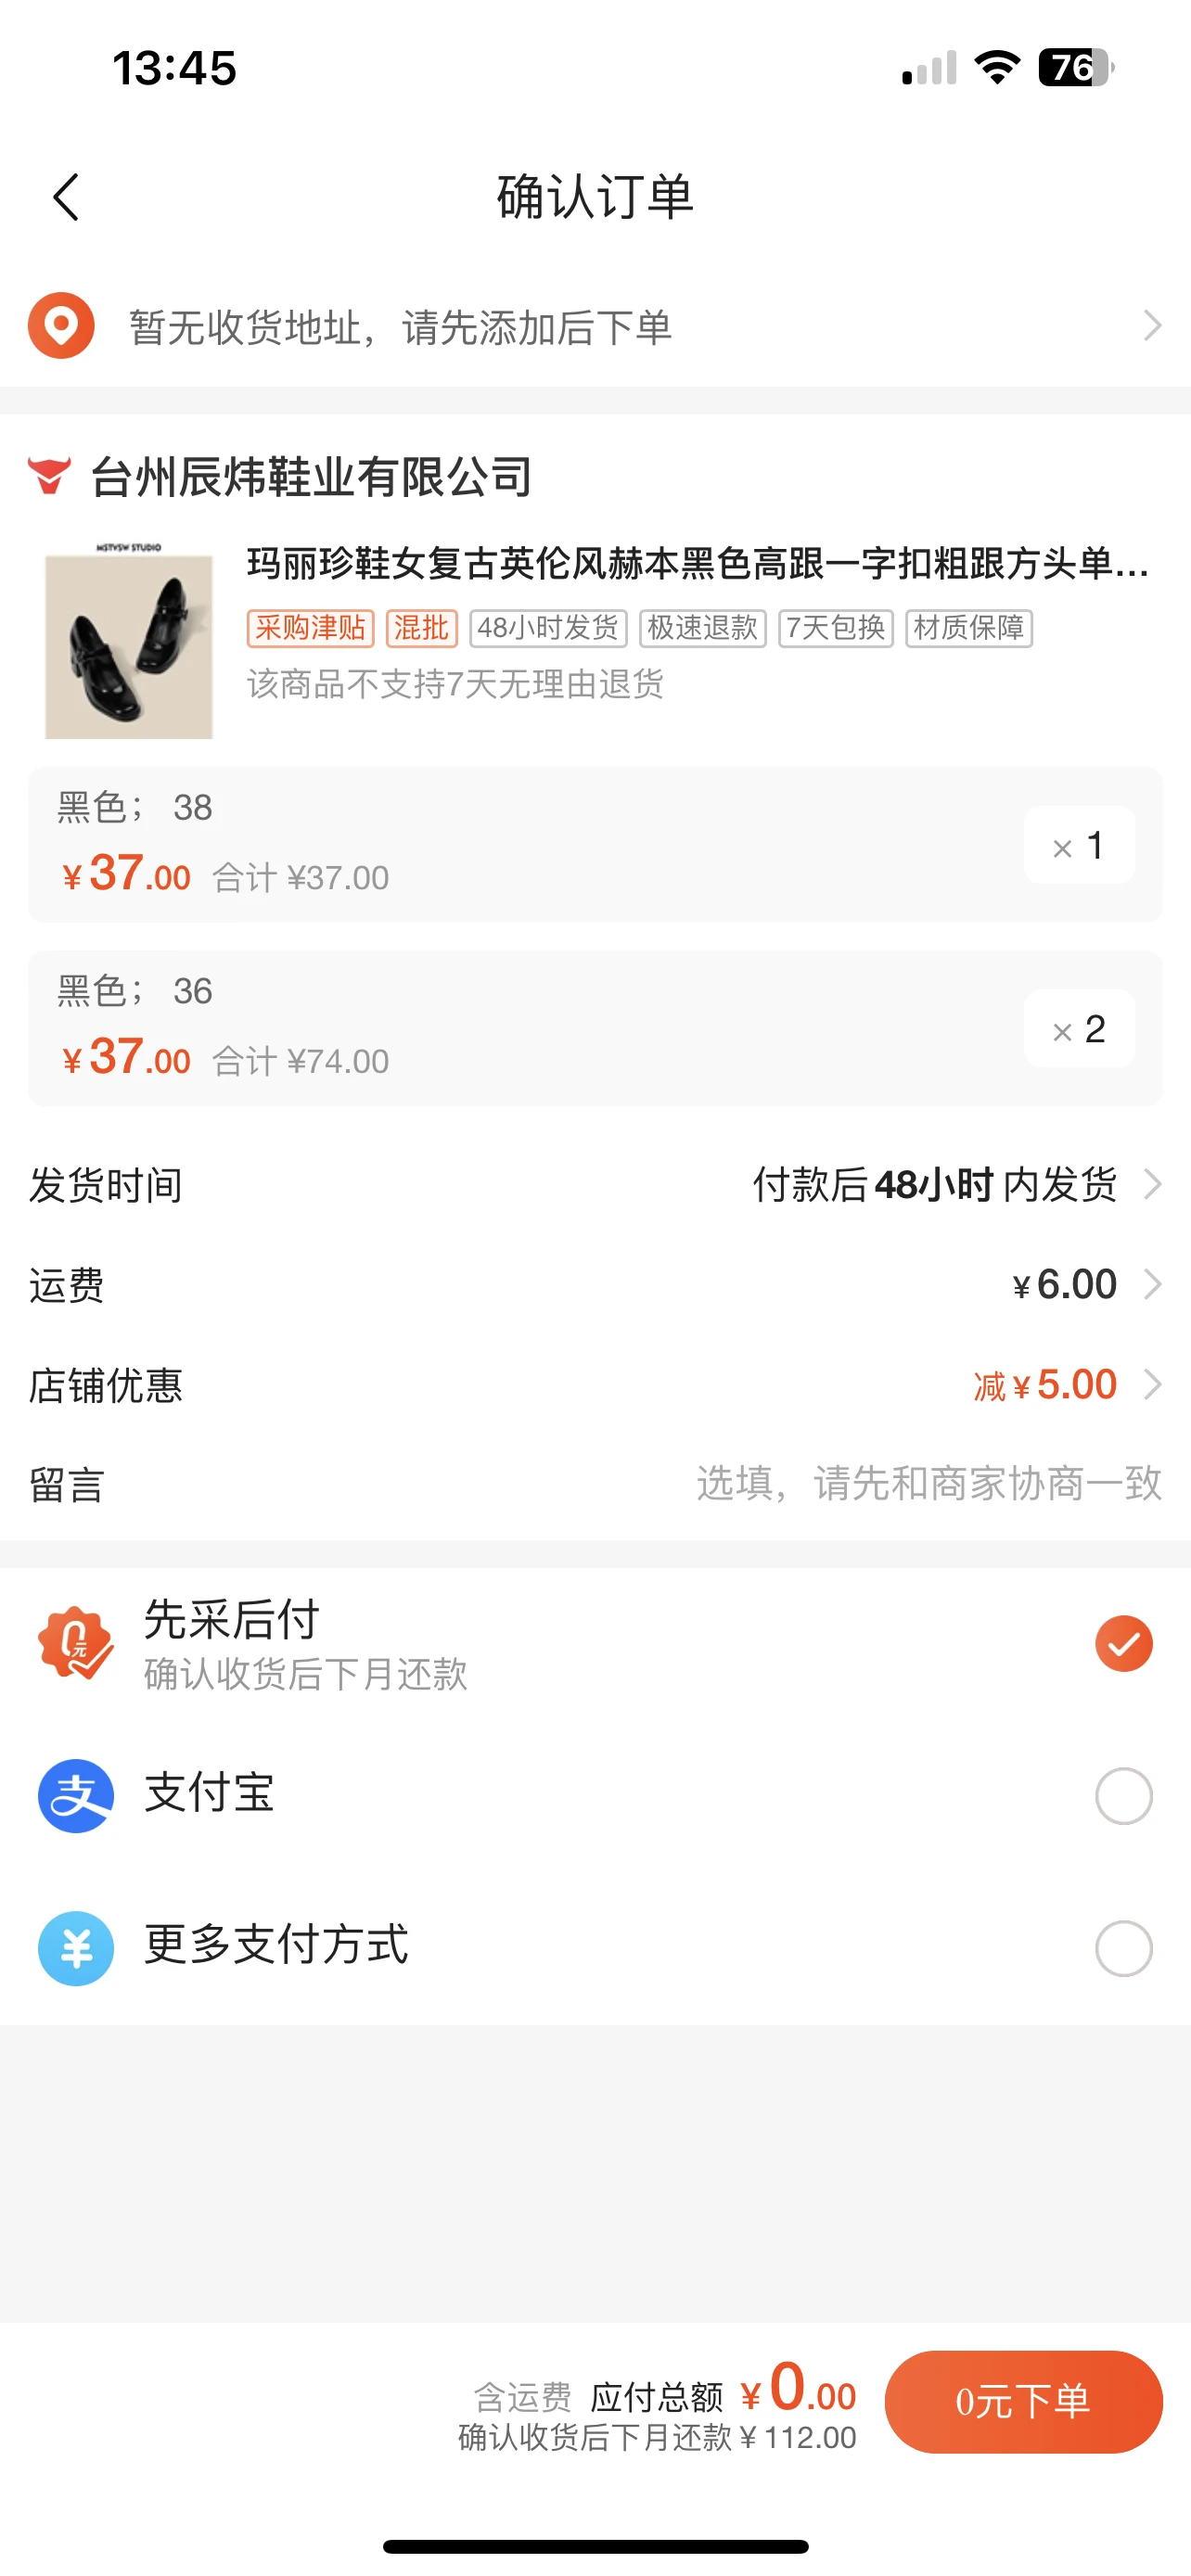 13:45
76
确认订单
暂无收货地址，请先添加后下单
台州辰炜鞋业有限公司
MSTVSW STUDIO
玛丽珍鞋女复古英伦风赫本黑色高跟一字扣粗跟方头单...
采购津贴 混批 48小时发货 极速退款 7天包换 材质保障
该商品不支持7天无理由退货
黑色； 38
¥37.00 合计 ¥37.00
× 1
黑色； 36
¥37.00 合计 ¥74.00
× 2
发货时间 付款后48小时内发货
运费 ¥6.00
店铺优惠 减¥5.00
留言 选填，请先和商家协商一致
0元
先采后付
确认收货后下月还款
支 支付宝
¥ 更多支付方式
含运费 应付总额 ¥0.00
确认收货后下月还款¥112.00
0元下单